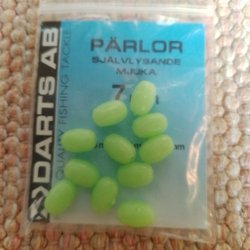 PÄRLOR
SJÄLVLYSANDE
MJUKA
DARTS AB
QUALITY FISHING TACKLE